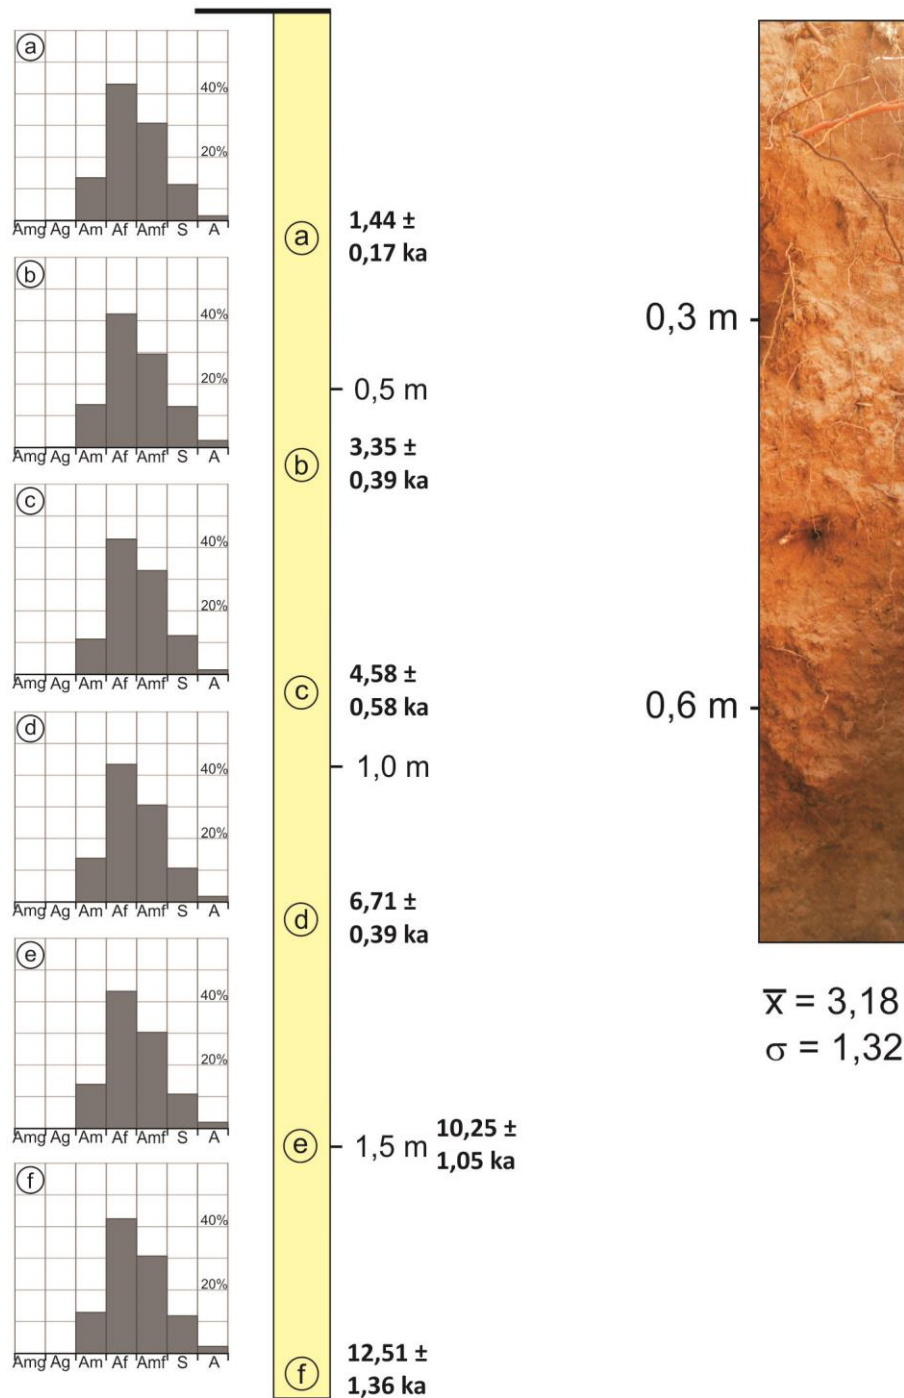 a
40%
20%
Amg Ag Am Af Amf S A
b
40%
20%
Amg Ag Am Af Amf S A
c
40%
20%
Amg Ag Am Af Amf S A
d
40%
20%
Amg Ag Am Af Amf S A
e
40%
20%
Amg Ag Am Af Amf S A
f
40%
20%
Amg Ag Am Af Amf S A
a
1,44 ±
0,17 ka
0,5 m
b
3,35 ±
0,39 ka
c
4,58 ±
0,58 ka
1,0 m
d
6,71 ±
0,39 ka
e
1,5 m
10,25 ±
1,05 ka
f
12,51 ±
1,36 ka
0,3 m
0,6 m
x̅ = 3,18
σ = 1,32